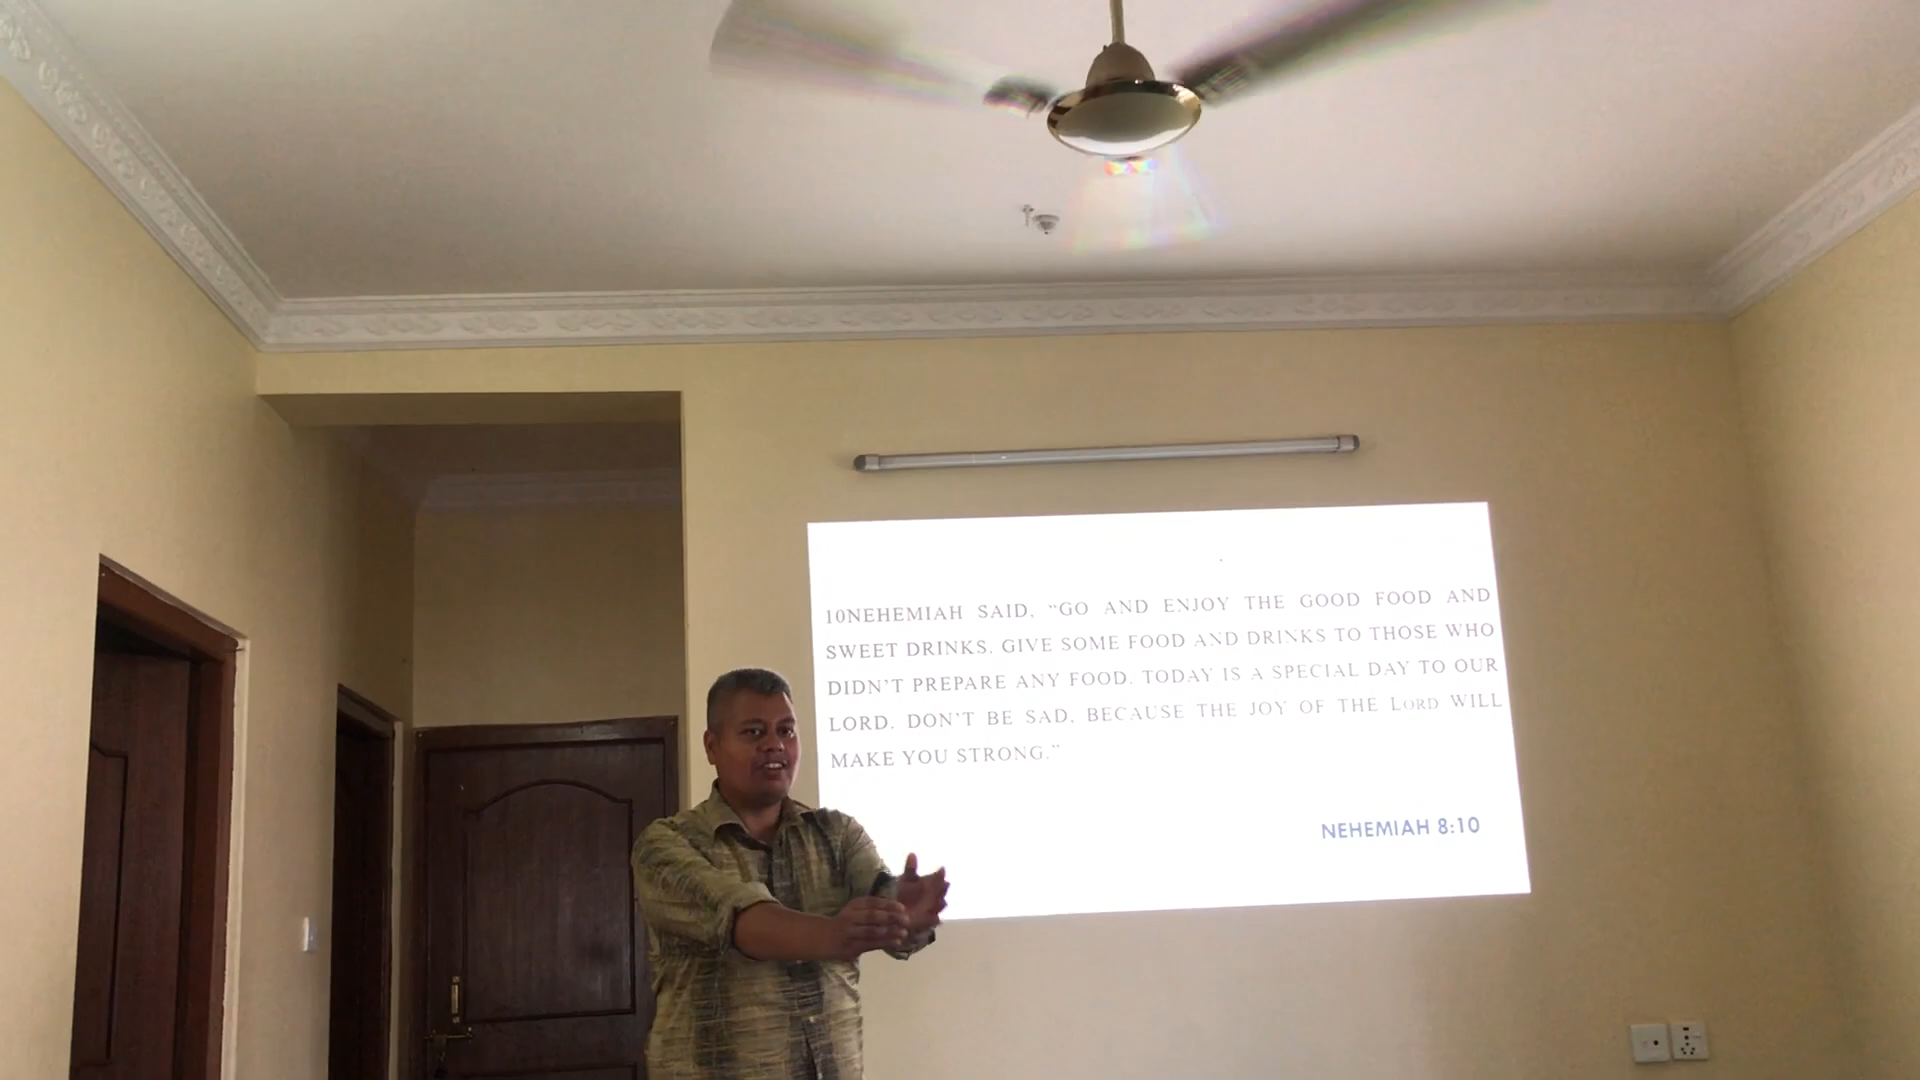 10NEHEMIAH SAID, “GO AND ENJOY THE GOOD FOOD AND
SWEET DRINKS. GIVE SOME FOOD AND DRINKS TO THOSE WHO
DIDN’T PREPARE ANY FOOD. TODAY IS A SPECIAL DAY TO OUR
LORD. DON’T BE SAD, BECAUSE THE JOY OF THE LORD WILL
MAKE YOU STRONG.”
NEHEMIAH 8:10